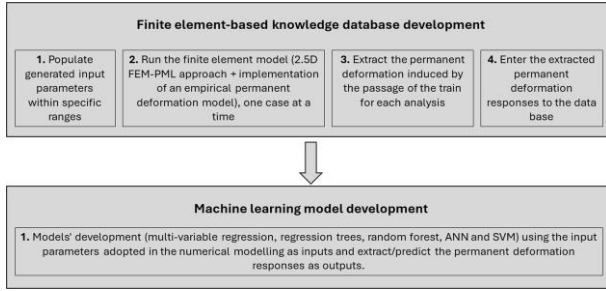 Finite element-based knowledge database development
1. Populate
generated input
parameters
within specific
ranges
2. Run the finite element model (2.5D
FEM-PML approach + implementation
of an empirical permanent
deformation model), one case at a
time
3. Extract the permanent
deformation induced by
the passage of the train
for each analysis
4. Enter the extracted
permanent
deformation
responses to the data
base
Machine learning model development
1. Models' development (multi-variable regression, regression trees, random forest, ANN and SVM) using the input
parameters adopted in the numerical modelling as inputs and extract/predict the permanent deformation
responses as outputs.